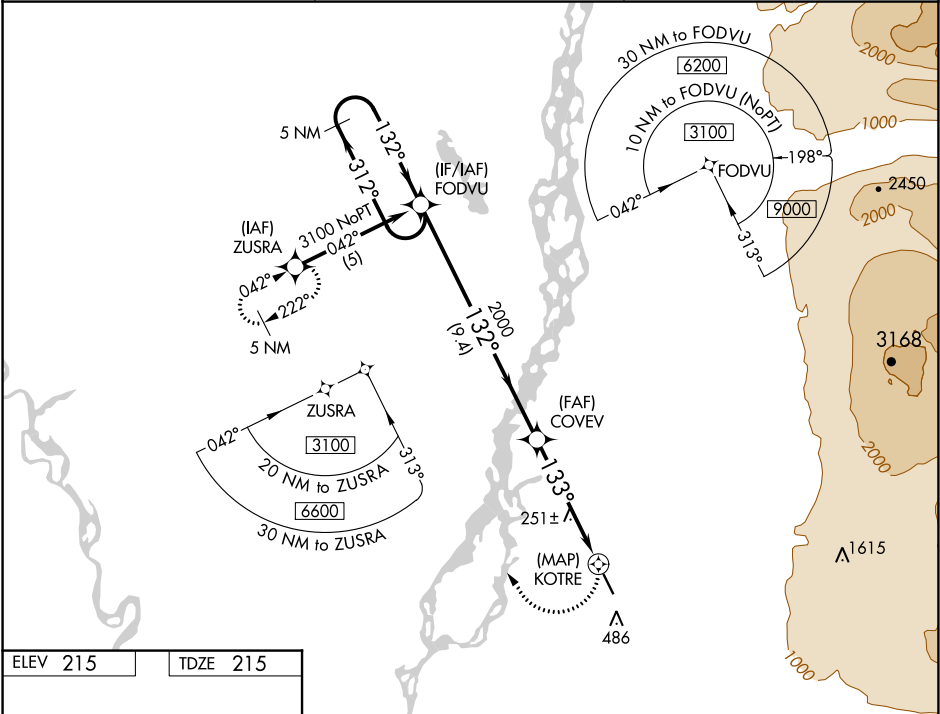 30 NM to FODVU
6200
10 NM to FODVU (NoPT)
3100
FODVU
198°
042°
9000
313°
2000
1000
2450
2000
3168
2000
1615
1000
5 NM
132°
312°
(IF/IAF)
FODVU
(IAF)
ZUSRA
3100 NoPT
042°
(5)
042°
222°
5 NM
2000
132°
(9.4)
ZUSRA
042°
3100
313°
20 NM to ZUSRA
6600
30 NM to ZUSRA
(FAF)
COVEV
133°
251±
(MAP)
KOTRE
486
ELEV 215
TDZE 215